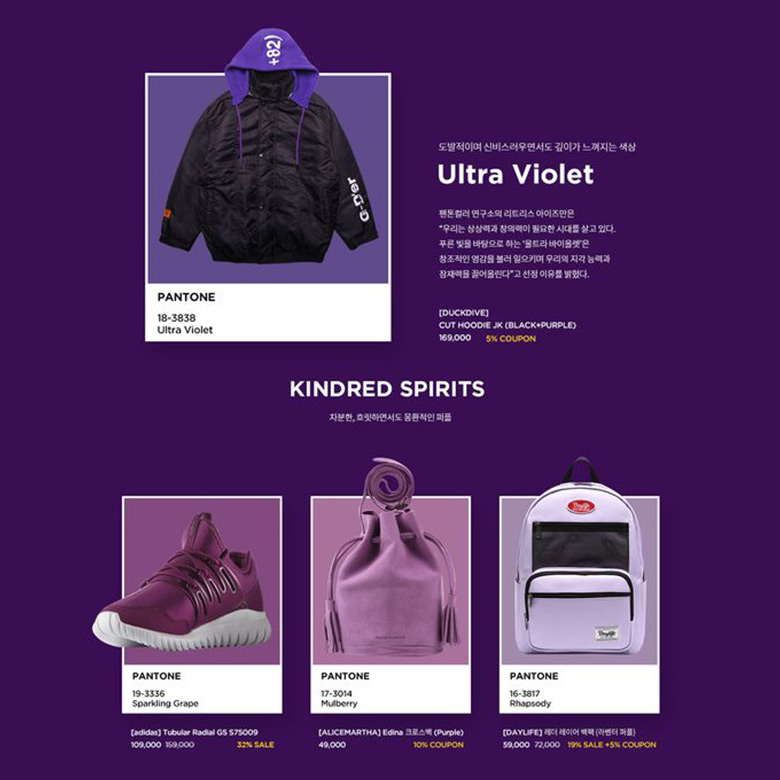 +82)
G-D'er
도발적이며 신비스러우면서도 깊이가 느껴지는 색상
Ultra Violet
팬톤컬러 연구소의 리트리스 아이즈만은
"우리는 상상력과 창의력이 필요한 시대를 살고 있다.
푸른 빛을 바탕으로 하는 '울트라 바이올렛'은
창조적인 영감을 불러 일으키며 우리의 지각 능력과
잠재력을 끌어올린다"고 선정 이유를 밝혔다.
PANTONE
18-3838
Ultra Violet
[DUCKDIVE]
CUT HOODIE JK (BLACK+PURPLE)
169,000 5% COUPON
KINDRED SPIRITS
차분한, 흐릿하면서도 몽환적인 퍼플
Daylife
Daylife
PANTONE
19-3336
Sparkling Grape
[adidas] Tubular Radial GS S75009
109,000 159,000 32% SALE
PANTONE
17-3014
Mulberry
[ALICEMARTHA] Edina 크로스백 (Purple)
49,000 10% COUPON
PANTONE
16-3817
Rhapsody
[DAYLIFE] 레더 레이어 백팩 (라벤더 퍼플)
59,000 72,000 19% SALE +5% COUPON